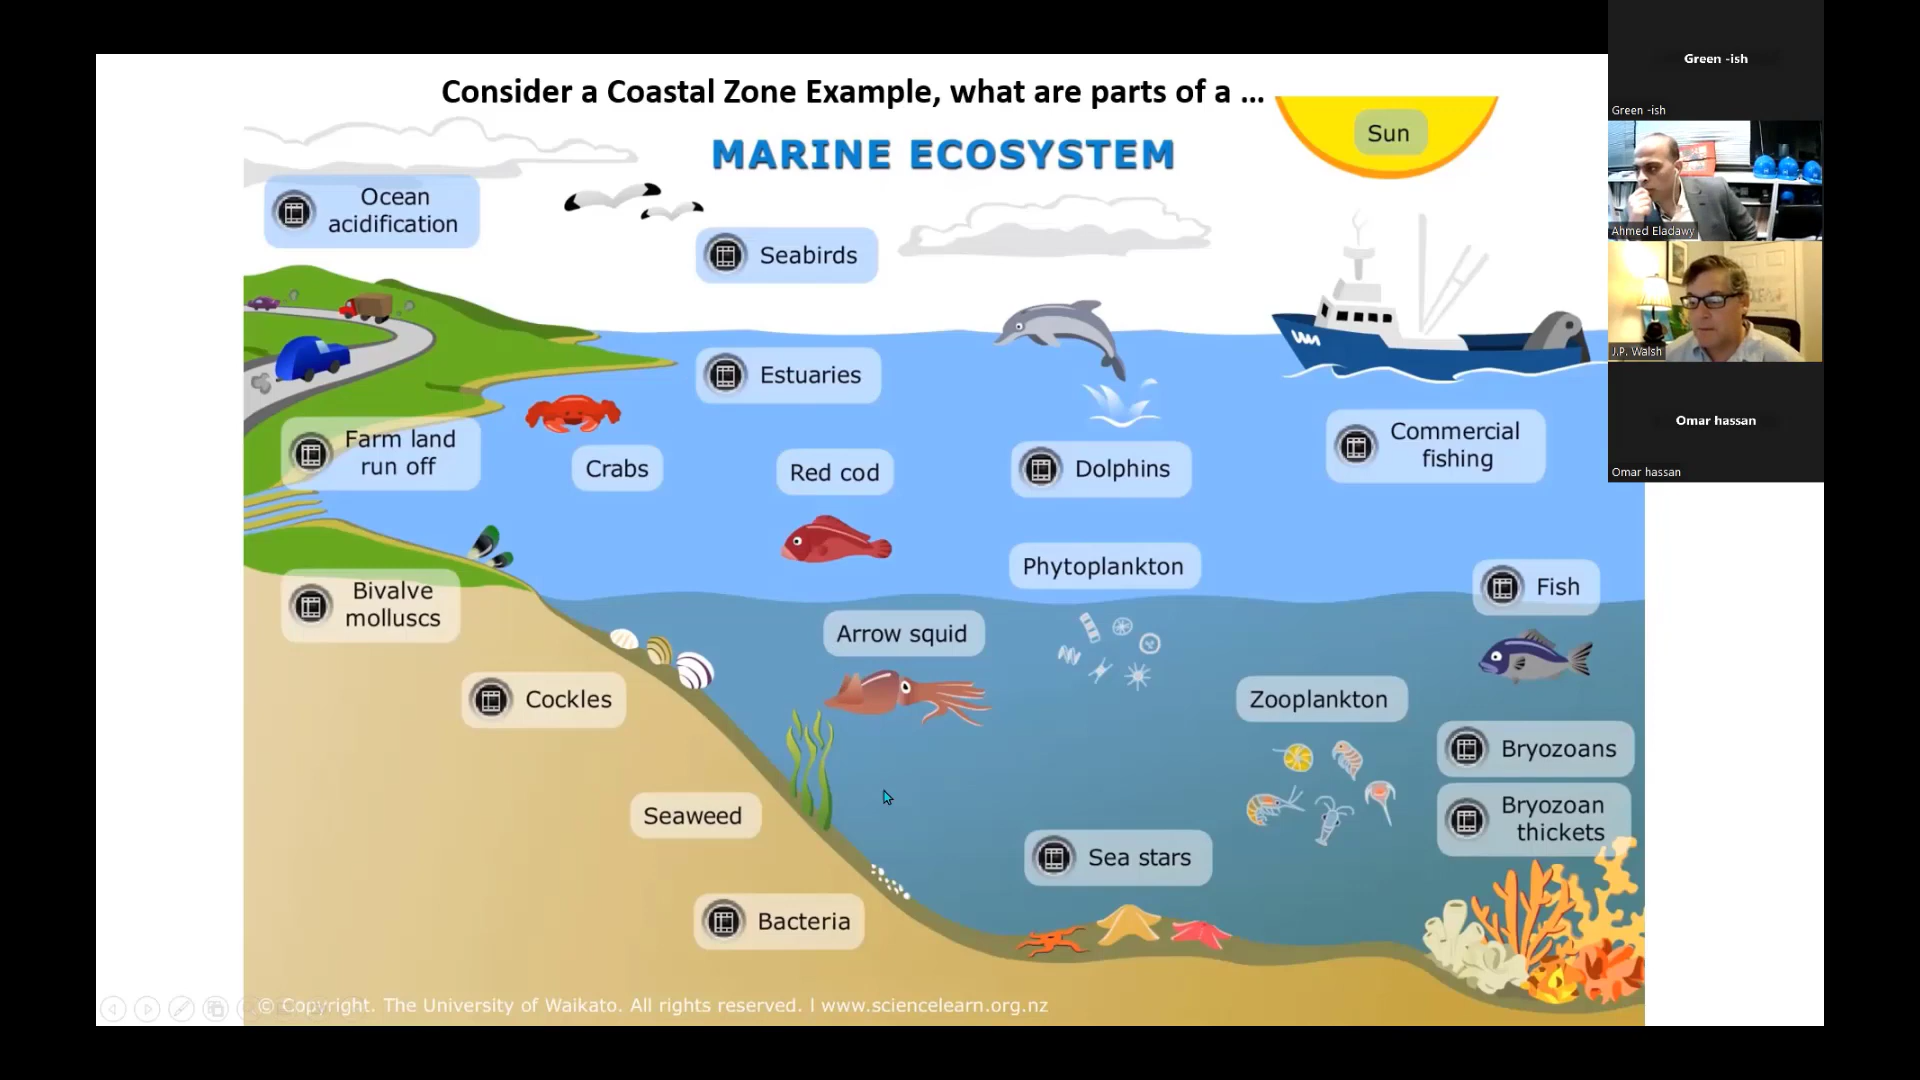 Consider a Coastal Zone Example, what are parts of a ...
MARINE ECOSYSTEM
Sun
Ocean
acidification
Seabirds
Estuaries
Farm land
run off
Crabs
Red cod
Dolphins
Commercial
fishing
Phytoplankton
Fish
Bivalve
molluscs
Arrow squid
Cockles
Zooplankton
Bryozoans
Bryozoan
thickets
Seaweed
Sea stars
Bacteria
© Copyright. The University of Waikato. All rights reserved. | www.sciencelearn.org.nz
Green -ish
Green -ish
Ahmed Eladawy
J.P. Walsh
Omar hassan
Omar hassan